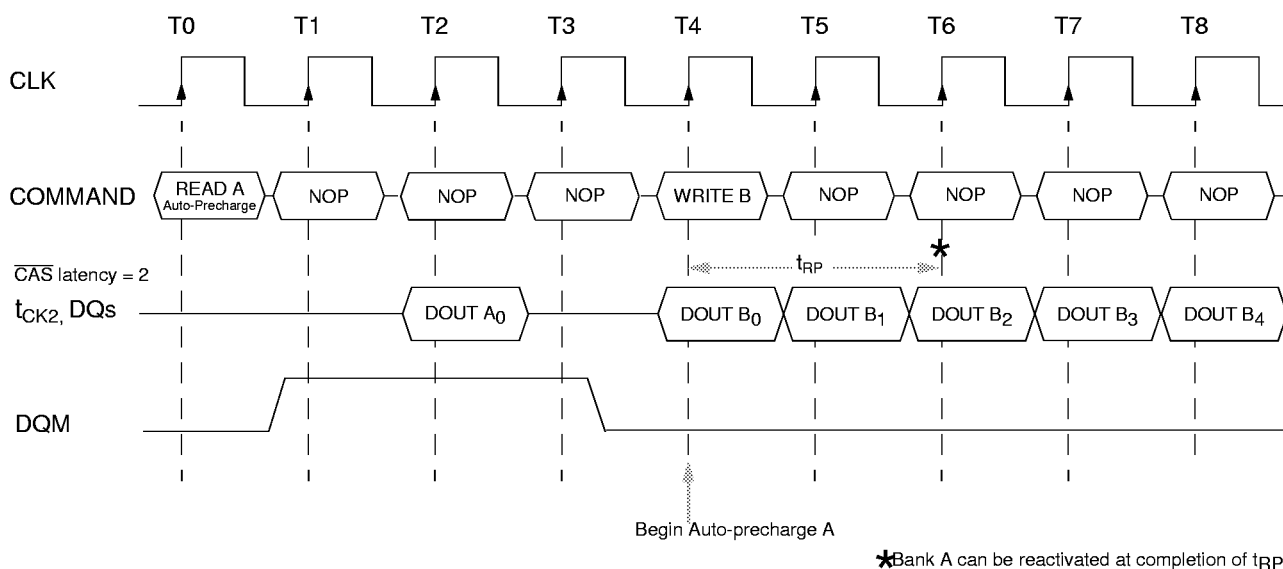 T0 T1 T2 T3 T4 T5 T6 T7 T8
CLK
COMMAND READ A NOP NOP NOP WRITE B NOP NOP NOP NOP
Auto-Precharge
*
CAS latency = 2
tRP
tCK2, DQs DOUT A0 DOUT B0 DOUT B1 DOUT B2 DOUT B3 DOUT B4
DQM
Begin Auto-precharge A
*Bank A can be reactivated at completion of tRP